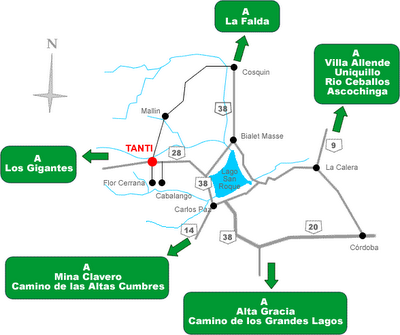 A
La Falda
N
A
Villa Allende
Uniquillo
Rio Ceballos
Ascochinga
Cosquin
38
Mallin
Bialet Masse
9
TANTI
28
A
Los Gigantes
Lago
San
Roque
La Calera
Flor Cerrana
Cabalango
38
Carlos Paz
14
38
20
Córdoba
A
Mina Clavero
Camino de las Altas Cumbres
A
Alta Gracia
Camino de los Grandes Lagos